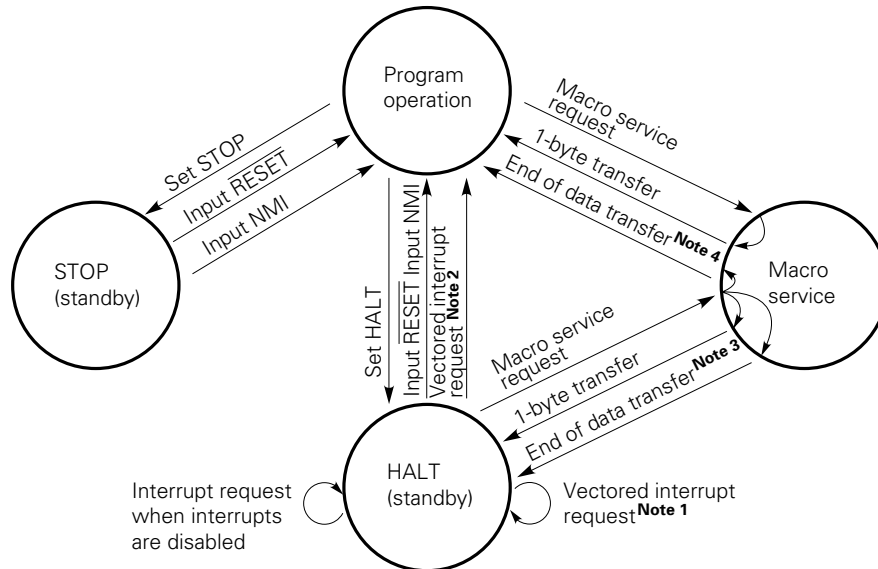 Program
operation
Set STOP
Input RESET
Input NMI
Macro service
request
1-byte transfer
End of data transfer Note 4
STOP
(standby)
Macro
service
Set HALT
Input RESET Input NMI
Vectored interrupt
request Note 2
Macro service
request
1-byte transfer
End of data transfer Note 3
HALT
(standby)
Interrupt request
when interrupts
are disabled
Vectored interrupt
request Note 1